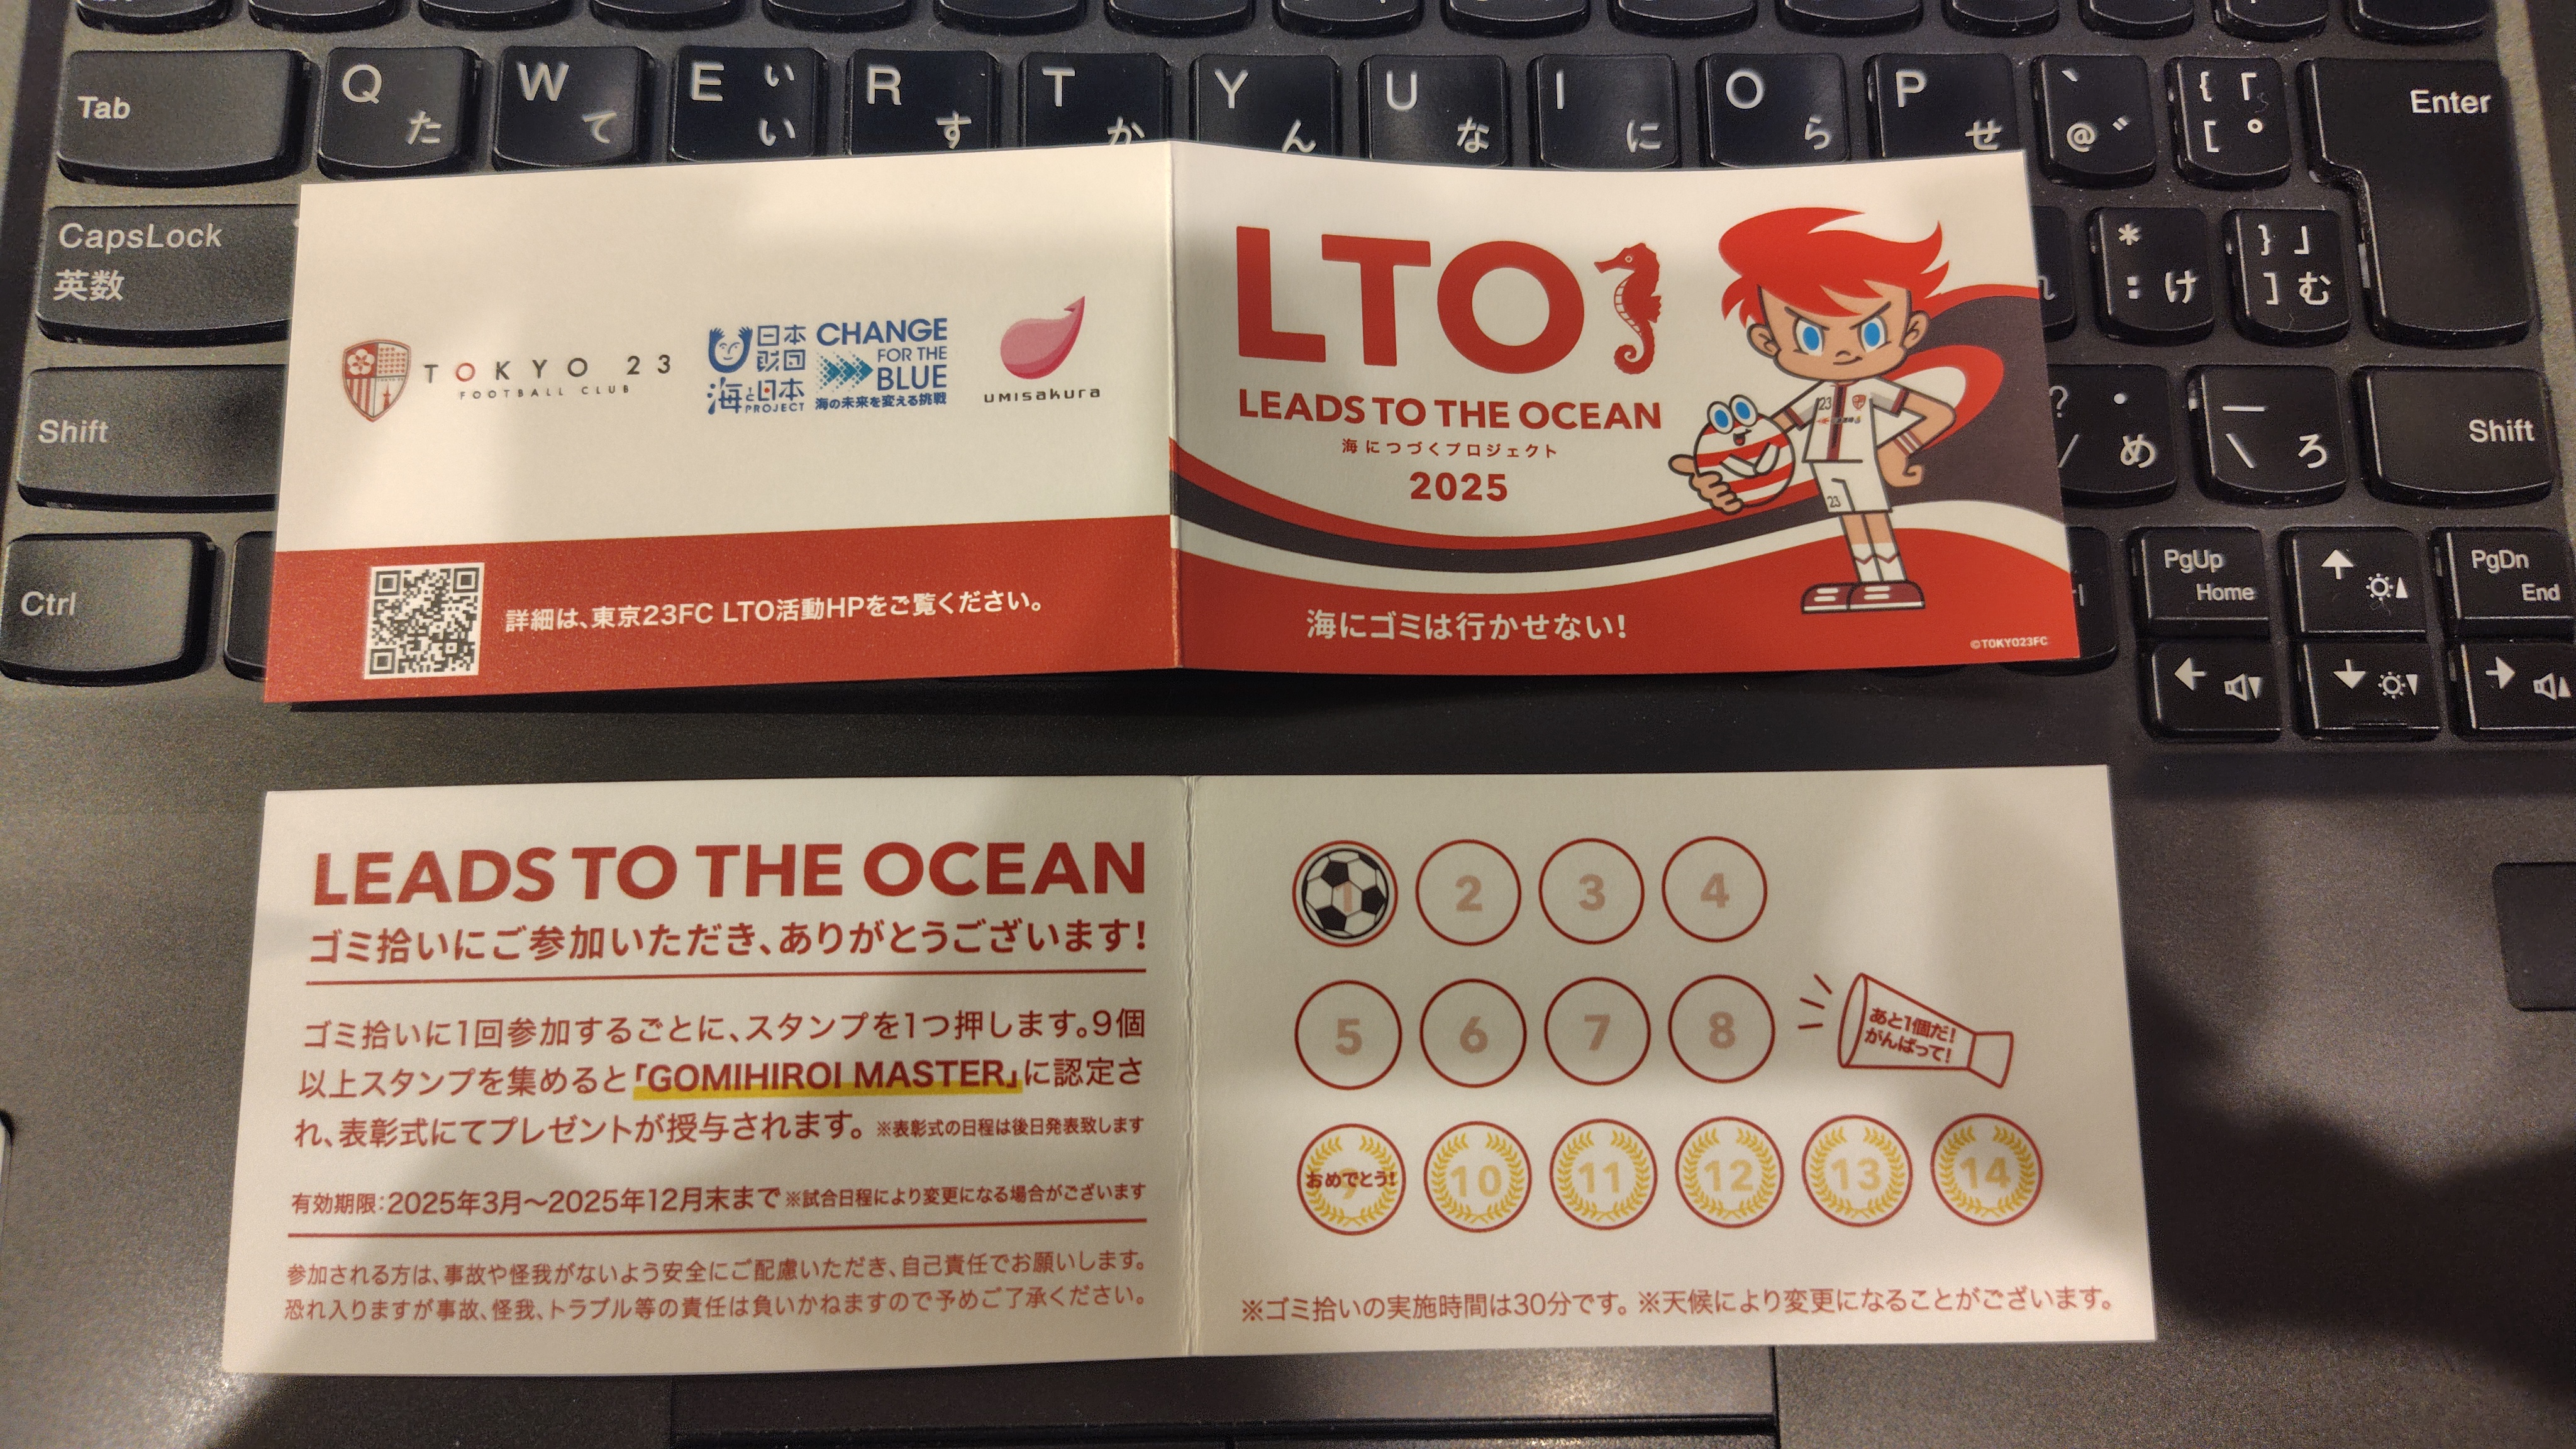 Tab
Q た
W て
E い い
R す
T か
Y ん
U な
I に
O ら
P せ
` @ ゛
{ 「 [ ゜
Enter
CapsLock
英数
* : け
} 」 ] む
Shift
? ・ / め
_ \ ろ
Shift
Ctrl
PgUp
Home
PgDn
End
TOKYO 23
FOOTBALL CLUB
日本
財団
海と日本
PROJECT
CHANGE
FOR THE
BLUE
海の未来を変える挑戦
UMISAKURA
詳細は、東京23FC LTO活動HPをご覧ください。
LTO
LEADS TO THE OCEAN
海につづくプロジェクト
2025
23
23
海にゴミは行かせない!
©TOKYO23FC
LEADS TO THE OCEAN
ゴミ拾いにご参加いただき、ありがとうございます!
ゴミ拾いに1回参加するごとに、スタンプを1つ押します。9個
以上スタンプを集めると「GOMIHIROI MASTER」に認定さ
れ、表彰式にてプレゼントが授与されます。 ※表彰式の日程は後日発表致します
有効期限:2025年3月〜2025年12月末まで ※試合日程により変更になる場合がございます
参加される方は、事故や怪我がないよう安全にご配慮いただき、自己責任でお願いします。
恐れ入りますが事故、怪我、トラブル等の責任は負いかねますので予めご了承ください。
1 2 3 4
5 6 7 8
あと1個だ!
がんばって!
9 10 11 12 13 14
おめでとう!
※ゴミ拾いの実施時間は30分です。 ※天候により変更になることがございます。